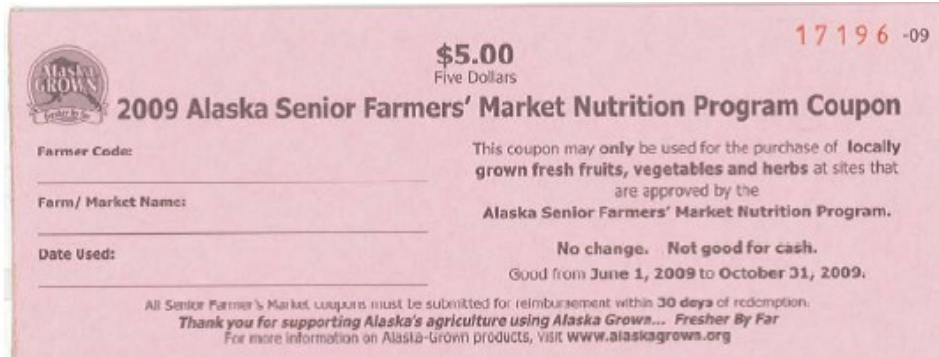 17196 -09
$5.00
Five Dollars
Alaska
GROWN
2009 Alaska Senior Farmers' Market Nutrition Program Coupon
Farmer Code:
Farm/ Market Name:
Date Used:
This coupon may only be used for the purchase of locally
grown fresh fruits, vegetables and herbs at sites that
are approved by the
Alaska Senior Farmers' Market Nutrition Program.
No change. Not good for cash.
Good from June 1, 2009 to October 31, 2009.
All Senior Farmer's Market coupons must be submitted for reimbursement within 30 days of redemption.
Thank you for supporting Alaska's agriculture using Alaska Grown... Fresher By Far
For more information on Alaska-Grown products, visit www.alaskagrown.org